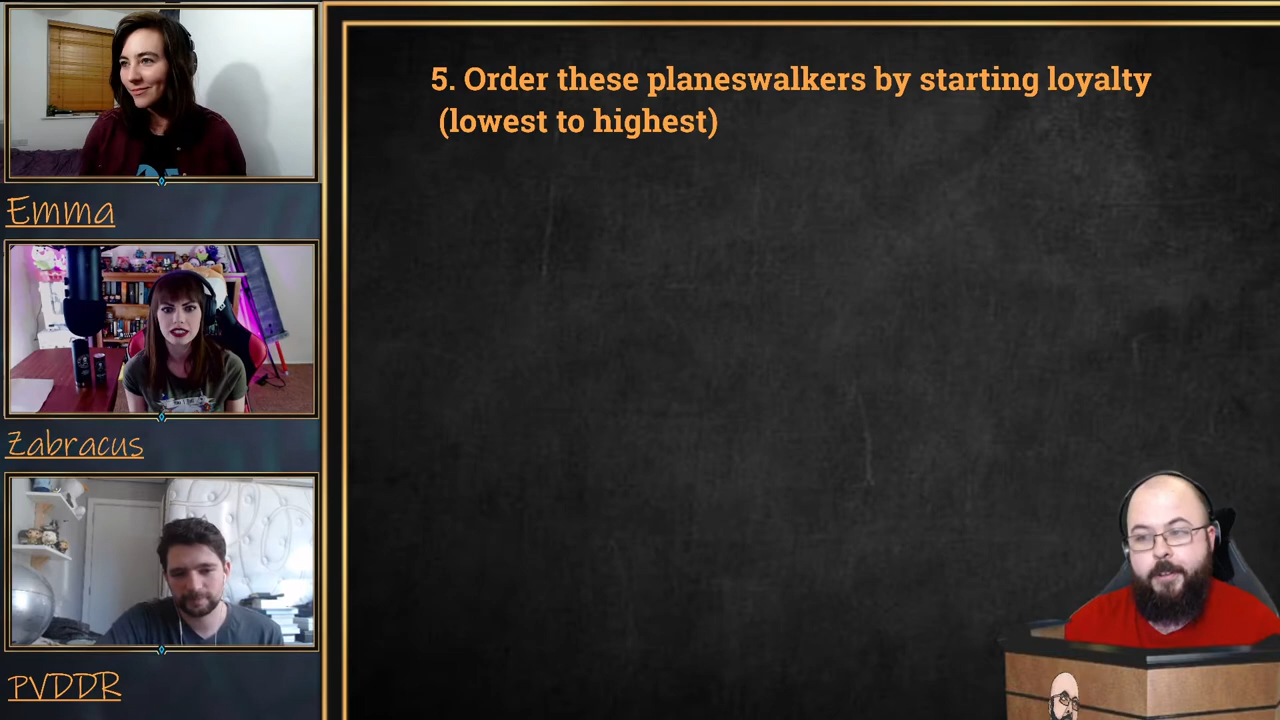 5. Order these planeswalkers by starting loyalty
(lowest to highest)
Emma
Zabracus
PVDDR